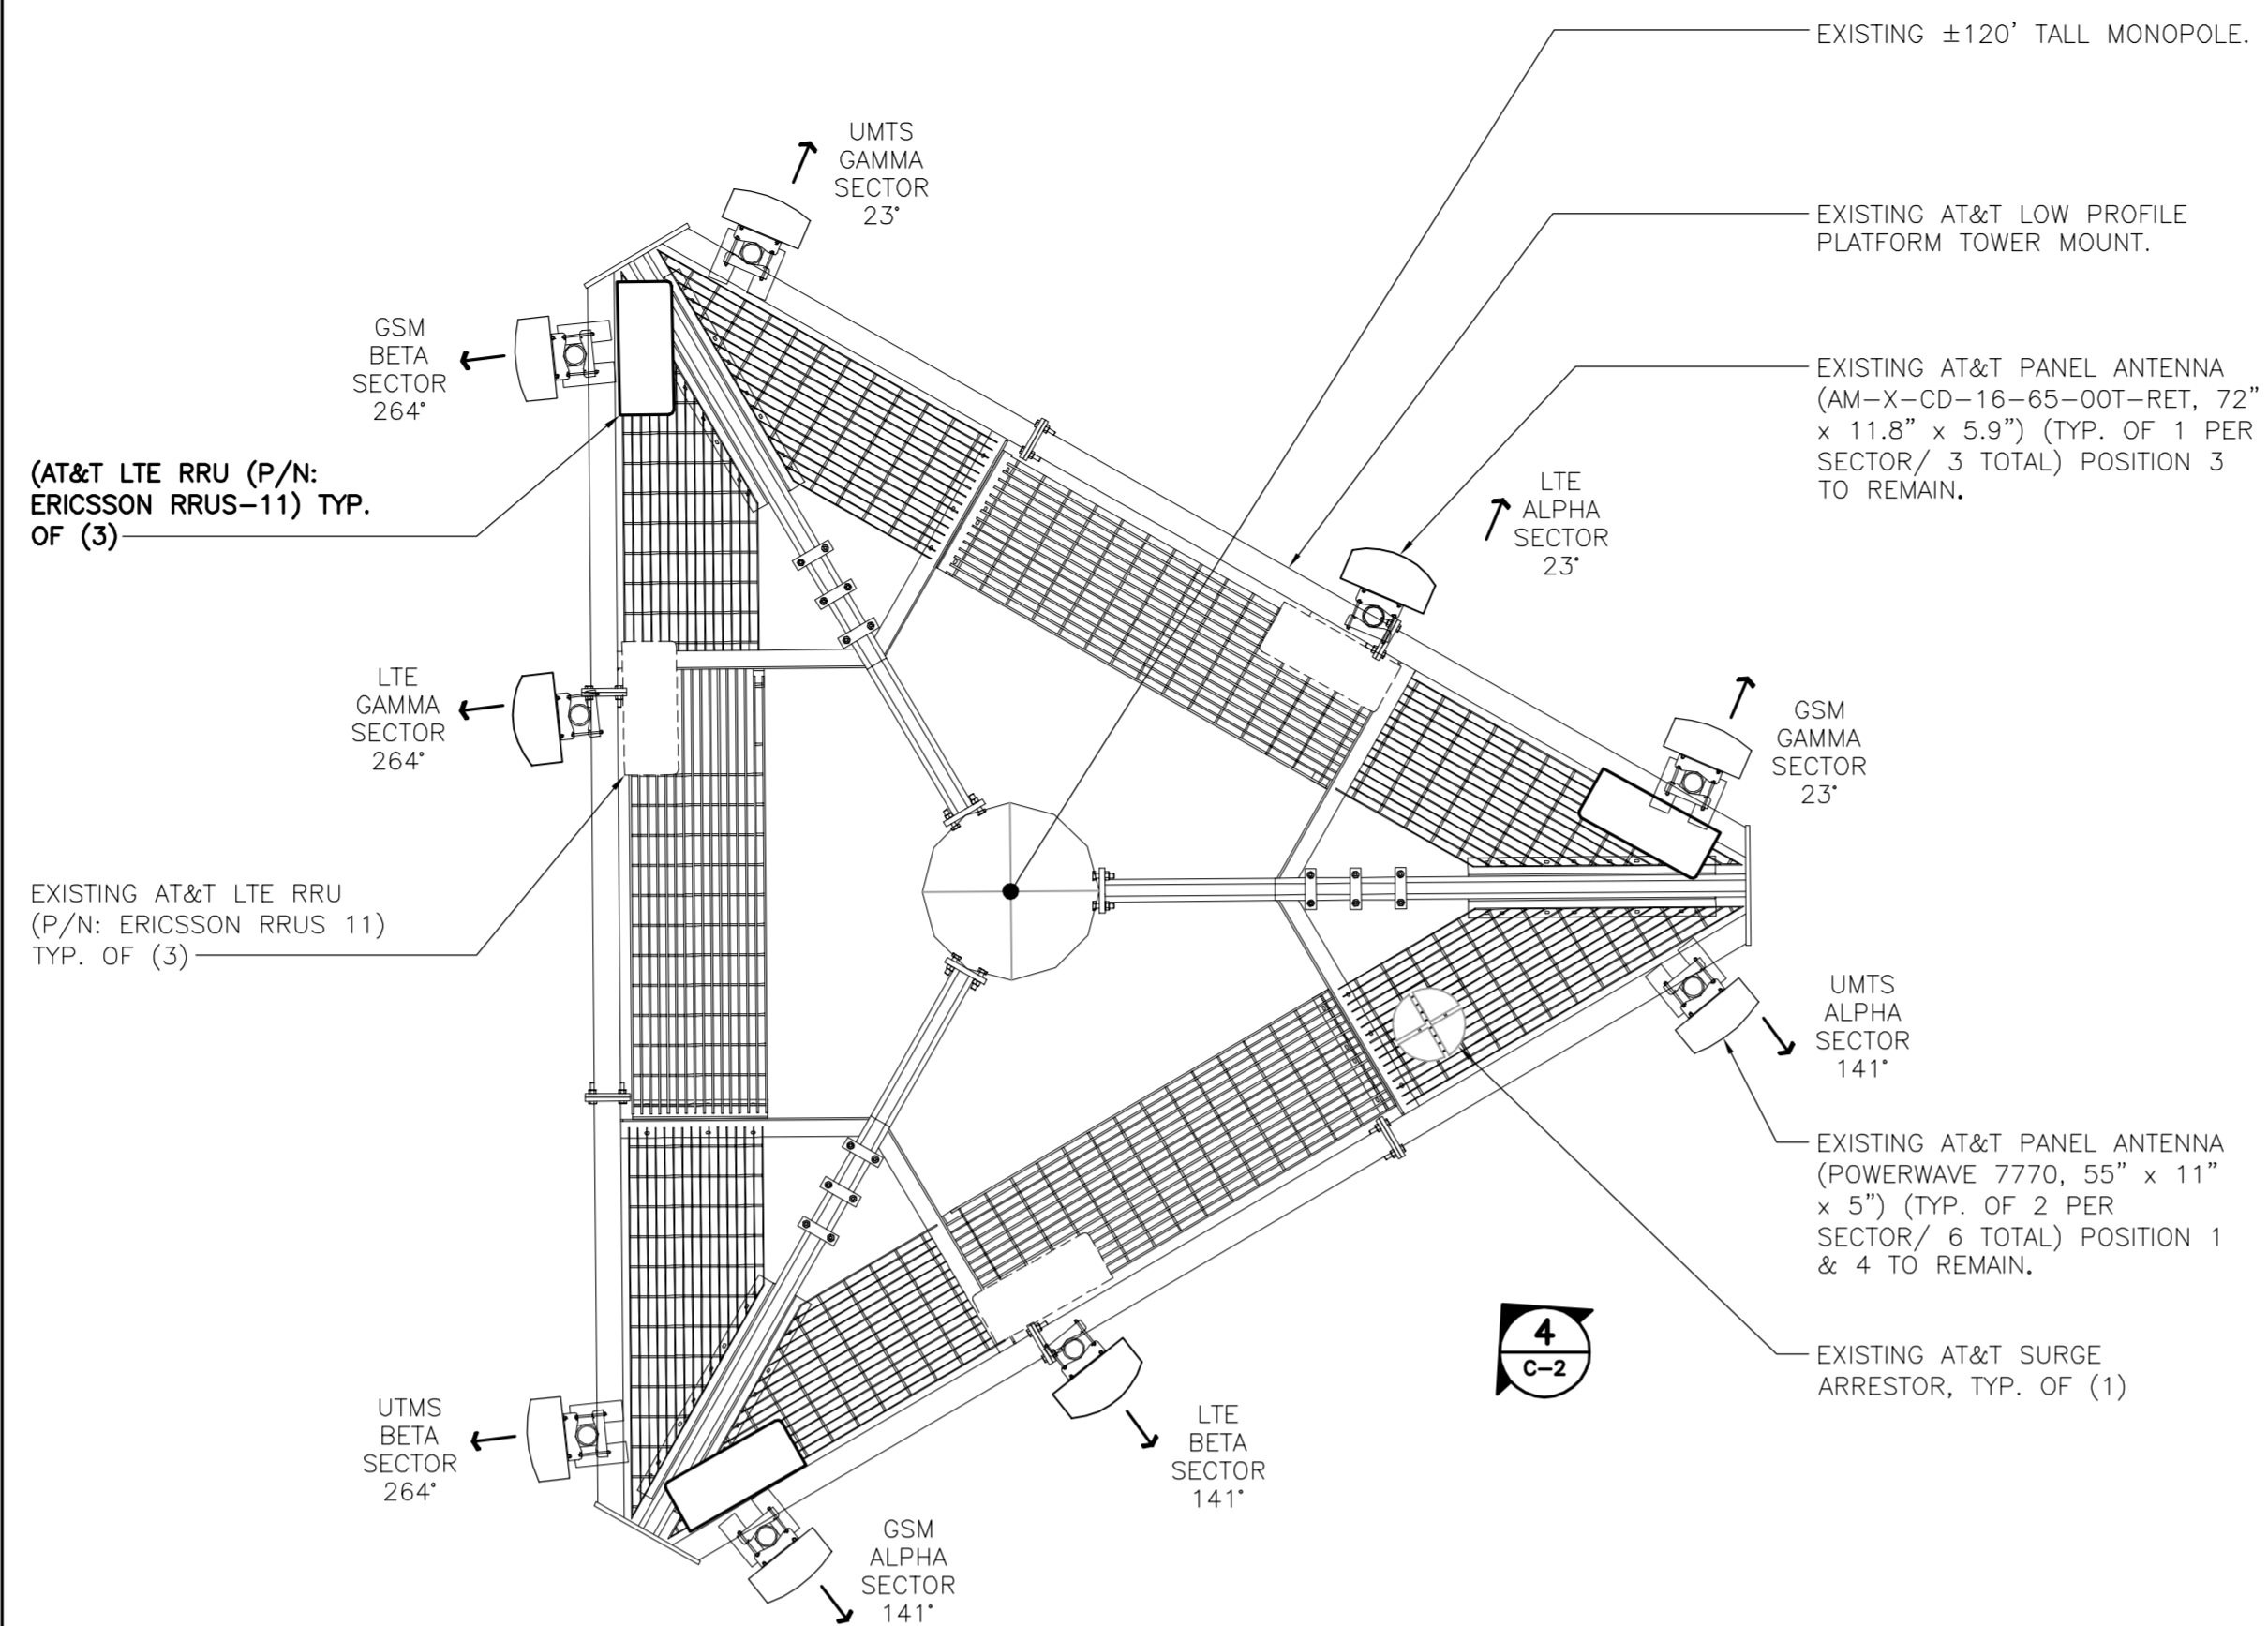 EXISTING ±120' TALL MONOPOLE.
UMTS
GAMMA
SECTOR
23°
EXISTING AT&T LOW PROFILE
PLATFORM TOWER MOUNT.
GSM
BETA
SECTOR
264°
EXISTING AT&T PANEL ANTENNA
(AM-X-CD-16-65-00T-RET, 72"
x 11.8" x 5.9") (TYP. OF 1 PER
SECTOR/ 3 TOTAL) POSITION 3
TO REMAIN.
(AT&T LTE RRU (P/N:
ERICSSON RRUS-11) TYP.
OF (3)
LTE
ALPHA
SECTOR
23°
LTE
GAMMA
SECTOR
264°
GSM
GAMMA
SECTOR
23°
EXISTING AT&T LTE RRU
(P/N: ERICSSON RRUS 11)
TYP. OF (3)
UMTS
ALPHA
SECTOR
141°
EXISTING AT&T PANEL ANTENNA
(POWERWAVE 7770, 55" x 11"
x 5") (TYP. OF 2 PER
SECTOR/ 6 TOTAL) POSITION 1
& 4 TO REMAIN.
4
C-2
EXISTING AT&T SURGE
ARRESTOR, TYP. OF (1)
UTMS
BETA
SECTOR
264°
LTE
BETA
SECTOR
141°
GSM
ALPHA
SECTOR
141°